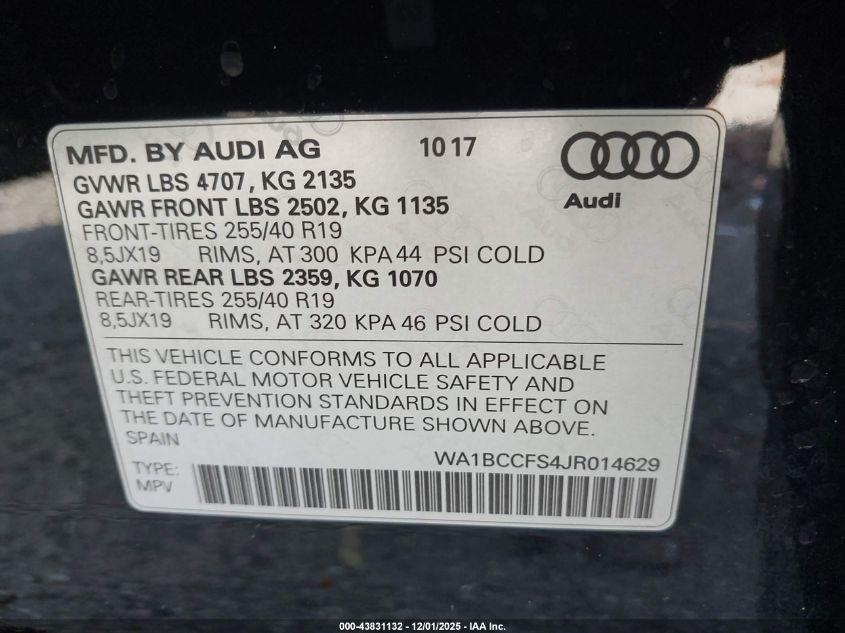 MFD. BY AUDI AG 10 17
Audi
GVWR LBS 4707, KG 2135
GAWR FRONT LBS 2502, KG 1135
FRONT-TIRES 255/40 R19
8,5JX19 RIMS, AT 300 KPA 44 PSI COLD
GAWR REAR LBS 2359, KG 1070
REAR-TIRES 255/40 R19
8,5JX19 RIMS, AT 320 KPA 46 PSI COLD
THIS VEHICLE CONFORMS TO ALL APPLICABLE
U.S. FEDERAL MOTOR VEHICLE SAFETY AND
THEFT PREVENTION STANDARDS IN EFFECT ON
THE DATE OF MANUFACTURE SHOWN ABOVE.
SPAIN
WA1BCCFS4JR014629
TYPE:
MPV
000-43831132 - 12/01/2025 - IAA Inc.